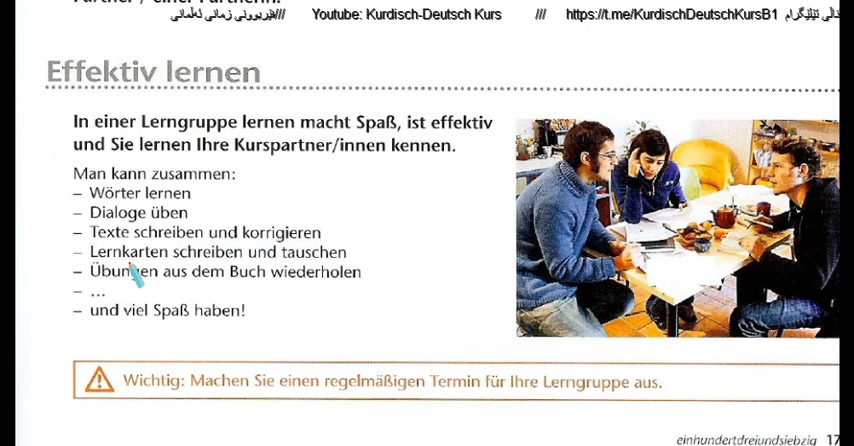 Youtube: Kurdisch-Deutsch Kurs /// https://t.me/KurdischDeutschKursB1
Effektiv lernen
In einer Lerngruppe lernen macht Spaß, ist effektiv
und Sie lernen Ihre Kurspartner/innen kennen.
Man kann zusammen:
– Wörter lernen
– Dialoge üben
– Texte schreiben und korrigieren
– Lernkarten schreiben und tauschen
– Übungen aus dem Buch wiederholen
– ...
– und viel Spaß haben!
Wichtig: Machen Sie einen regelmäßigen Termin für Ihre Lerngruppe aus.
einhundertdreiundsiebzig 17